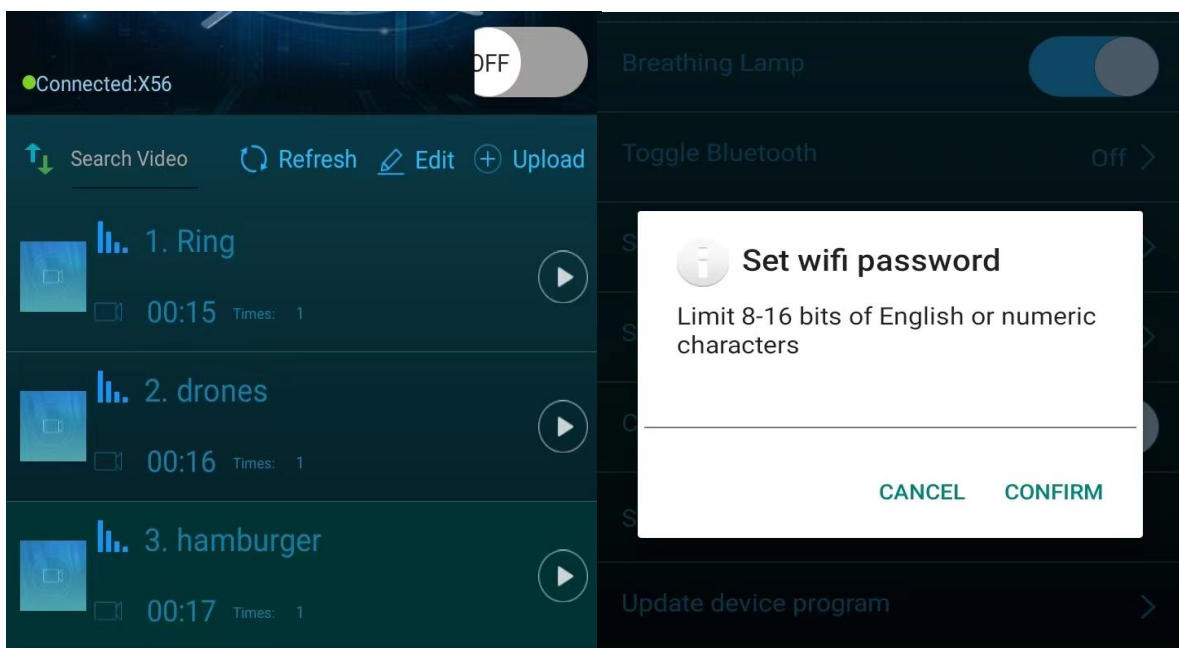 OFF
Connected:X56
Search Video
Refresh
Edit
Upload
1. Ring
00:15 Times: 1
2. drones
00:16 Times: 1
3. hamburger
00:17 Times: 1
Breathing Lamp
Toggle Bluetooth
Off
S
Set wifi password
Limit 8-16 bits of English or numeric
characters
S
C
CANCEL
CONFIRM
S
Update device program